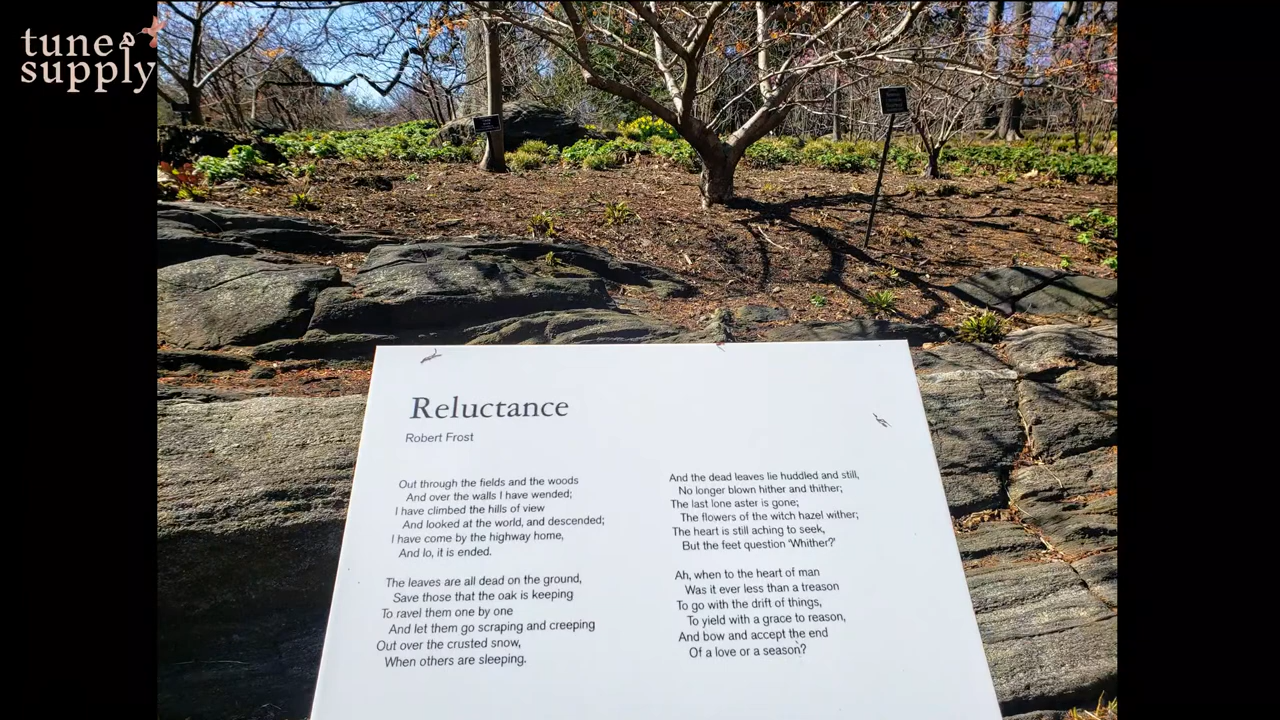 tune
supply
Reluctance
Robert Frost
Out through the fields and the woods
And over the walls I have wended;
I have climbed the hills of view
And looked at the world, and descended;
I have come by the highway home,
And lo, it is ended.
The leaves are all dead on the ground,
Save those that the oak is keeping
To ravel them one by one
And let them go scraping and creeping
Out over the crusted snow,
When others are sleeping.
And the dead leaves lie huddled and still,
No longer blown hither and thither;
The last lone aster is gone;
The flowers of the witch hazel wither;
The heart is still aching to seek,
But the feet question ‘Whither?’
Ah, when to the heart of man
Was it ever less than a treason
To go with the drift of things,
To yield with a grace to reason,
And bow and accept the end
Of a love or a season?